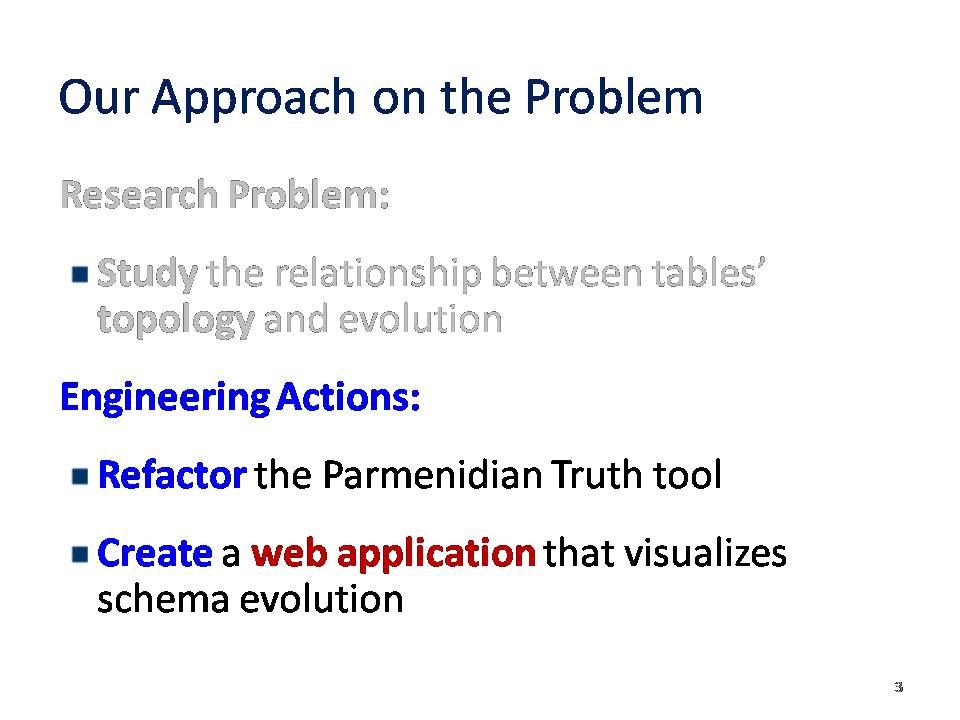 Our Approach on the Problem
Research Problem:
Study the relationship between tables’
topology and evolution
Engineering Actions:
Refactor the Parmenidian Truth tool
Create a web application that visualizes
schema evolution
3